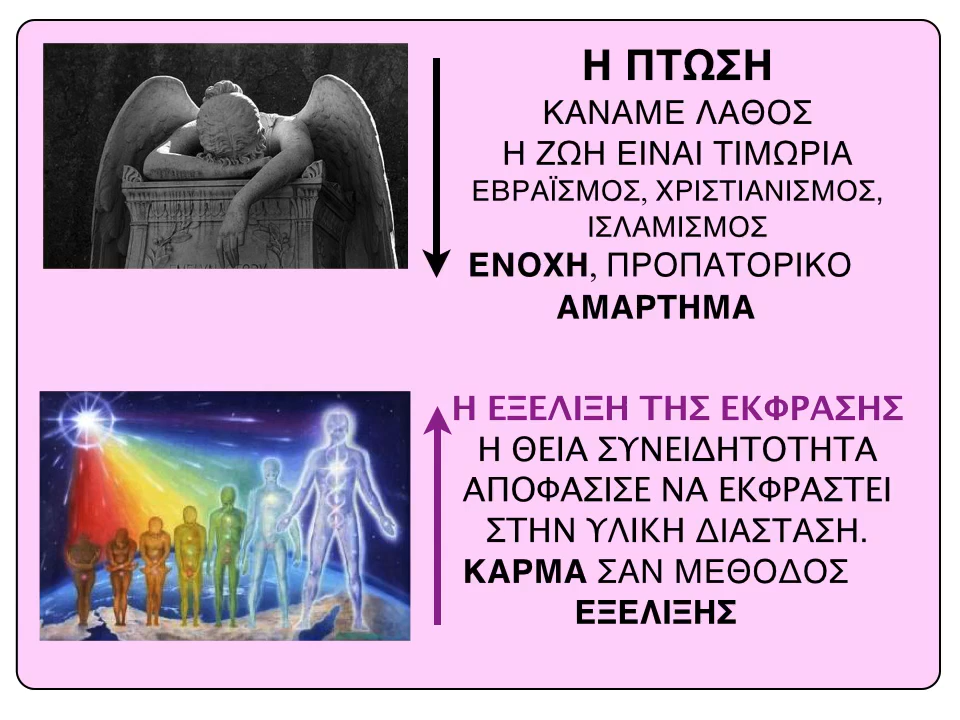 Η ΠΤΩΣΗ
ΚΑΝΑΜΕ ΛΑΘΟΣ
Η ΖΩΗ ΕΙΝΑΙ ΤΙΜΩΡΙΑ
ΕΒΡΑΪΣΜΟΣ, ΧΡΙΣΤΙΑΝΙΣΜΟΣ,
ΙΣΛΑΜΙΣΜΟΣ
ΕΝΟΧΗ, ΠΡΟΠΑΤΟΡΙΚΟ
ΑΜΑΡΤΗΜΑ
Η ΕΞΕΛΙΞΗ ΤΗΣ ΕΚΦΡΑΣΗΣ
Η ΘΕΙΑ ΣΥΝΕΙΔΗΤΟΤΗΤΑ
ΑΠΟΦΑΣΙΣΕ ΝΑ ΕΚΦΡΑΣΤΕΙ
ΣΤΗΝ ΥΛΙΚΗ ΔΙΑΣΤΑΣΗ.
ΚΑΡΜΑ ΣΑΝ ΜΕΘΟΔΟΣ
ΕΞΕΛΙΞΗΣ